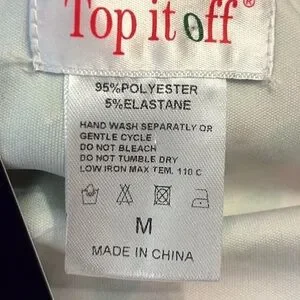 Top it off®
95%POLYESTER
5%ELASTANE
HAND WASH SEPARATLY OR
GENTLE CYCLE
DO NOT BLEACH
DO NOT TUMBLE DRY
LOW IRON MAX TEM. 110 C
M
MADE IN CHINA